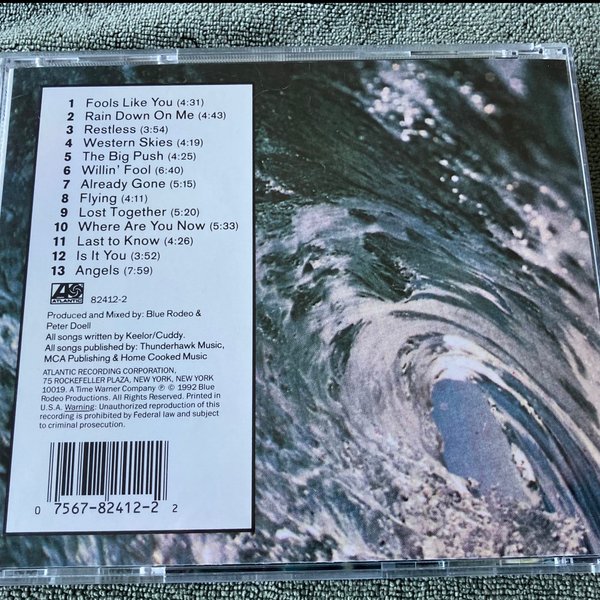 1 Fools Like You (4:31)
2 Rain Down On Me (4:43)
3 Restless (3:54)
4 Western Skies (4:19)
5 The Big Push (4:25)
6 Willin' Fool (6:40)
7 Already Gone (5:15)
8 Flying (4:11)
9 Lost Together (5:20)
10 Where Are You Now (5:33)
11 Last to Know (4:26)
12 Is It You (3:52)
13 Angels (7:59)
ATLANTIC 82412-2
Produced and Mixed by: Blue Rodeo &
Peter Doell
All songs written by Keelor/Cuddy.
All songs published by: Thunderhawk Music,
MCA Publishing & Home Cooked Music
ATLANTIC RECORDING CORPORATION,
75 ROCKEFELLER PLAZA, NEW YORK, NEW YORK
10019. A Time Warner Company ℗ © 1992 Blue
Rodeo Productions. All Rights Reserved. Printed in
U.S.A. Warning: Unauthorized reproduction of this
recording is prohibited by Federal law and subject
to criminal prosecution.
0 7567-82412-2 2